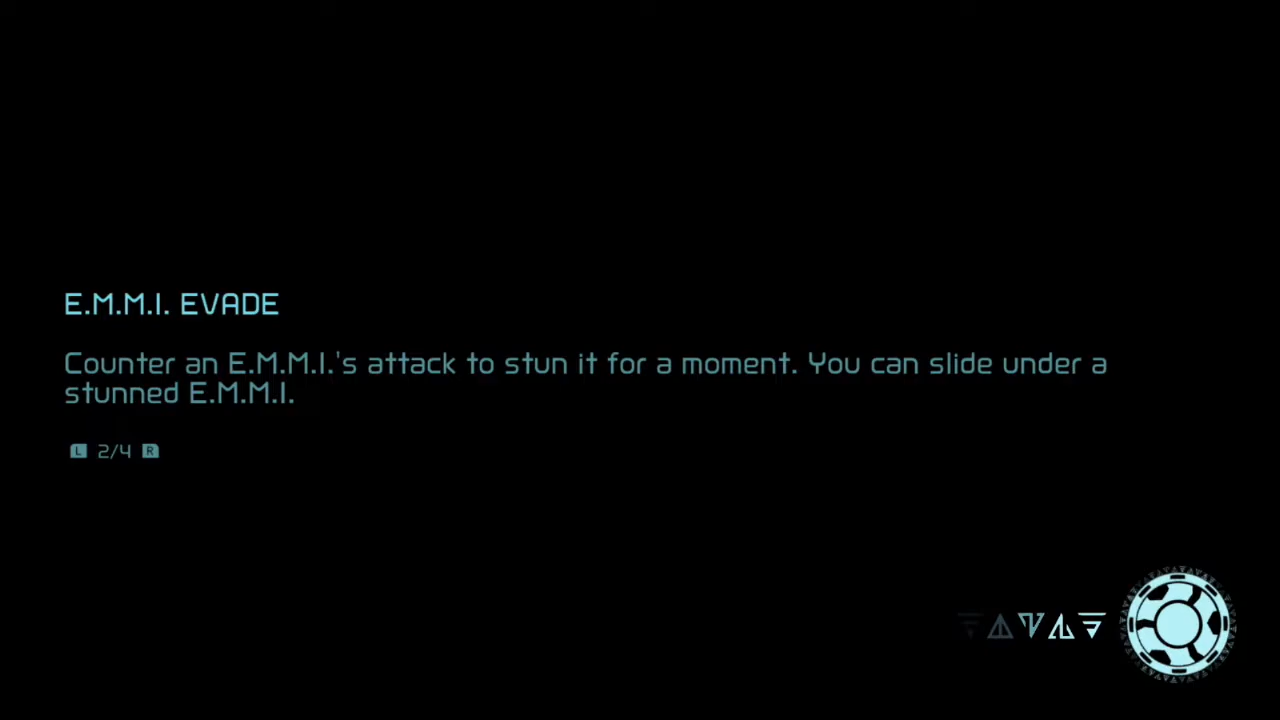 E.M.M.I. EVADE
Counter an E.M.M.I.'s attack to stun it for a moment. You can slide under a
stunned E.M.M.I.
L 2/4 R